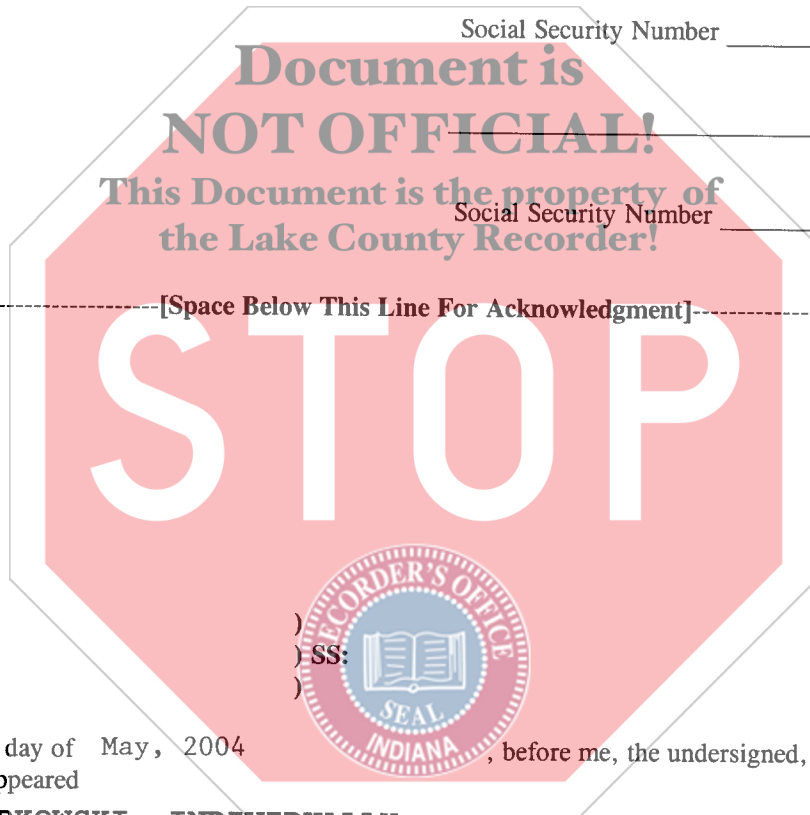 Social Security Number
Document is
NOT OFFICIAL!
This Document is the property of
the Lake County Recorder!
Social Security Number
[Space Below This Line For Acknowledgment]
STOP
RECORDER'S OFFICE
)
) SS:
)
SEAL
INDIANA
day of May, 2004 , before me, the undersigned,